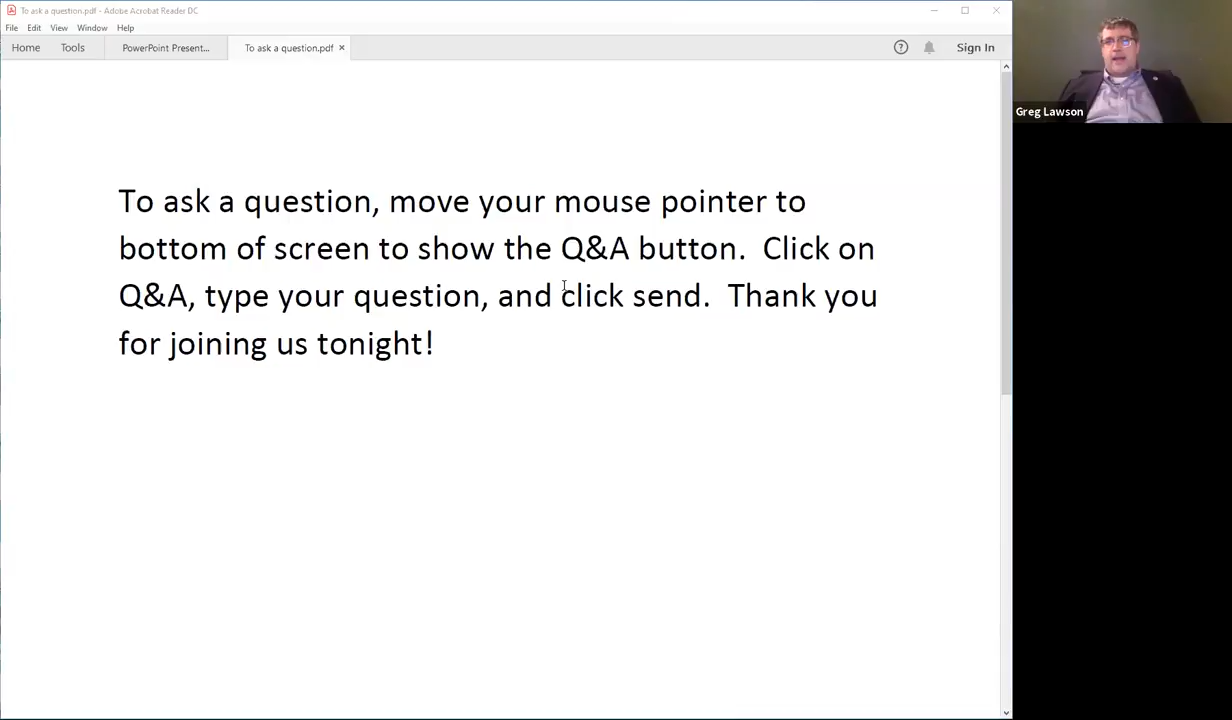 To ask a question.pdf - Adobe Acrobat Reader DC
File Edit View Window Help
Home Tools PowerPoint Present... To ask a question.pdf × ? Sign In
Greg Lawson
To ask a question, move your mouse pointer to
bottom of screen to show the Q&A button.  Click on
Q&A, type your question, and click send.  Thank you
for joining us tonight!